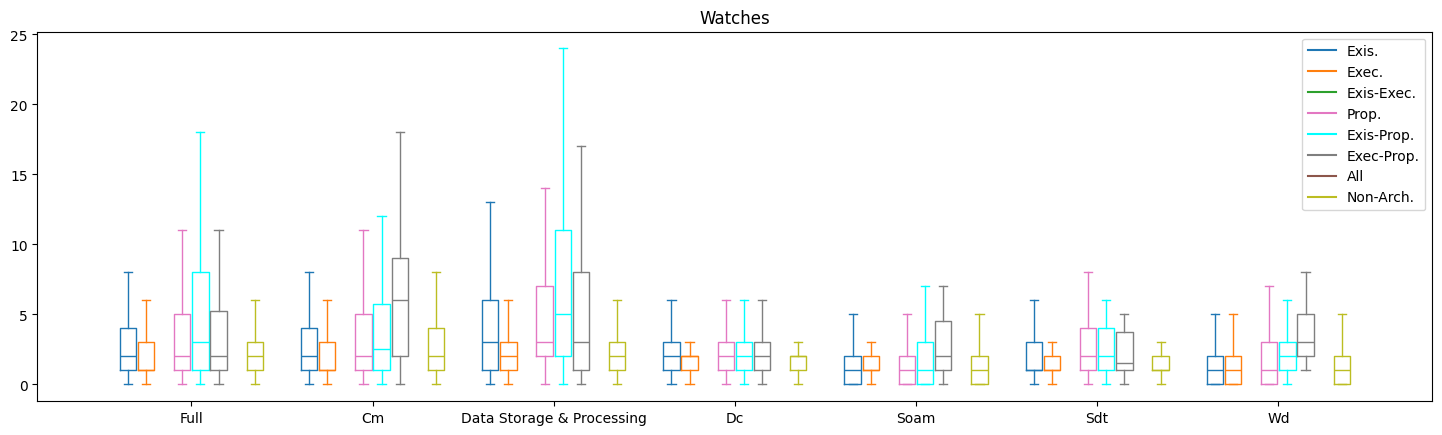 Watches
25
20
15
10
5
0
Exis.
Exec.
Exis-Exec.
Prop.
Exis-Prop.
Exec-Prop.
All
Non-Arch.
Full Cm Data Storage & Processing Dc Soam Sdt Wd